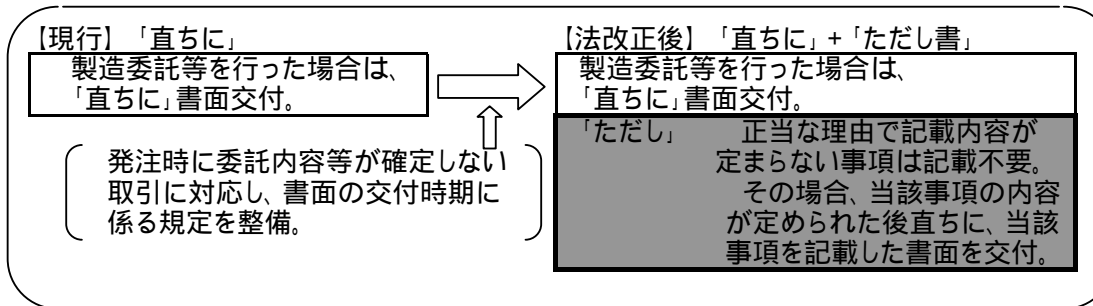 【現行】「直ちに」
製造委託等を行った場合は、
「直ちに」書面交付。
発注時に委託内容等が確定しない
取引に対応し、書面の交付時期に
係る規定を整備。
【法改正後】「直ちに」+「ただし書」
製造委託等を行った場合は、
「直ちに」書面交付。
「ただし」 正当な理由で記載内容が
定まらない事項は記載不要。
その場合、当該事項の内容
が定められた後直ちに、当該
事項を記載した書面を交付。